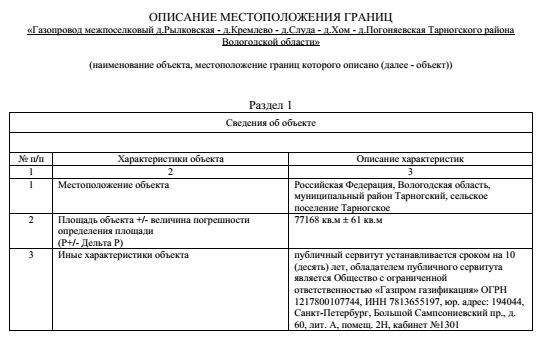 ОПИСАНИЕ МЕСТОПОЛОЖЕНИЯ ГРАНИЦ
«Газопровод межпоселковый д.Рылковская - д.Кремлево - д.Слуда - д.Хом - д.Погоняевская Тарногского района
Вологодской области»
(наименование объекта, местоположение границ которого описано (далее - объект))
Раздел 1
Сведения об объекте
№ п/п Характеристики объекта Описание характеристик
1 2 3
1 Местоположение объекта Российская Федерация, Вологодская область,
муниципальный район Тарногский, сельское
поселение Тарногское
2 Площадь объекта +/- величина погрешности 77168 кв.м ± 61 кв.м
определения площади
(P+/- Дельта P)
3 Иные характеристики объекта публичный сервитут устанавливается сроком на 10
(десять) лет, обладателем публичного сервитута
является Общество с ограниченной
ответственностью «Газпром газификация» ОГРН
1217800107744, ИНН 7813655197, юр. адрес: 194044,
Санкт-Петербург, Большой Сампсониевский пр., д.
60, лит. А, помещ. 2Н, кабинет №1301